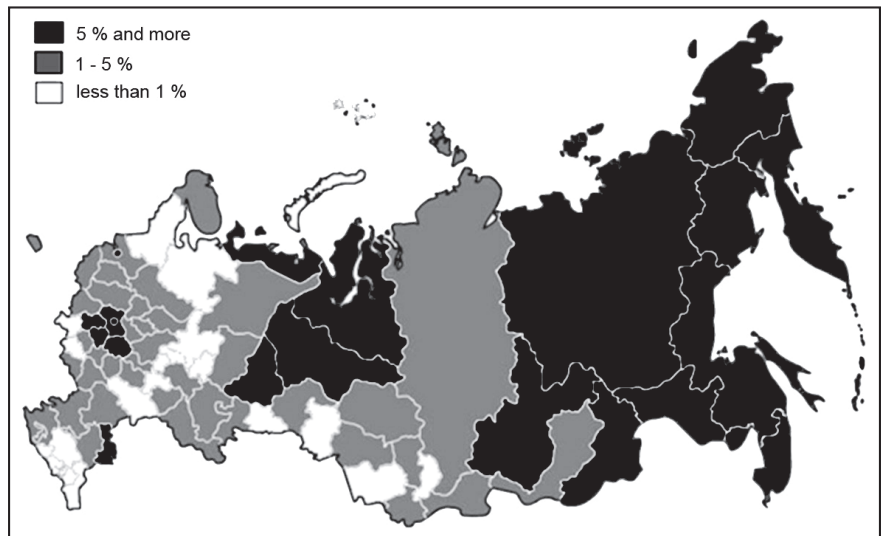 5 % and more
1 - 5 %
less than 1 %